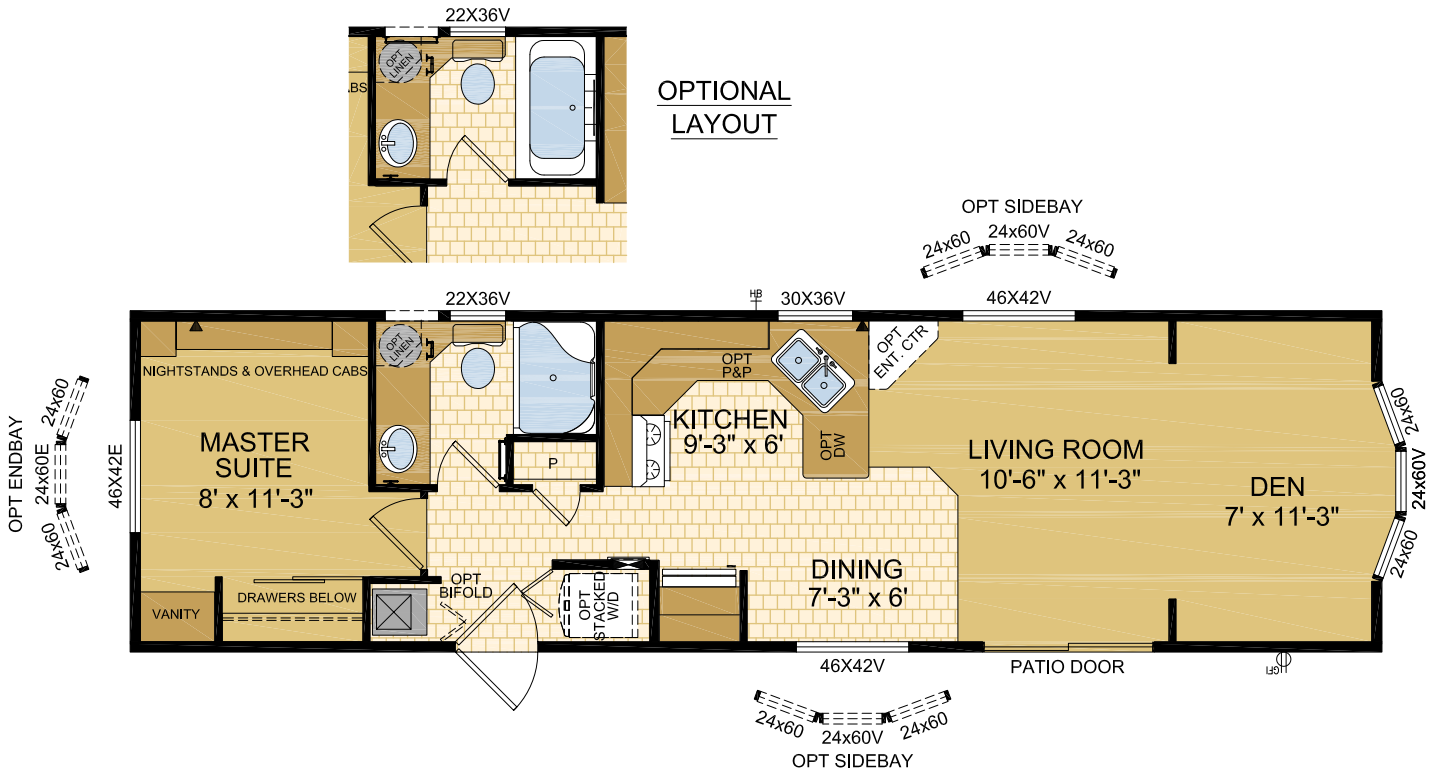 22X36V
OPT
LINEN
ABS
OPTIONAL
LAYOUT
OPT SIDEBAY
24x60
24x60V
24x60
22X36V
HB
30X36V
46X42V
OPT
LINEN
OPT
P&P
OPT
ENT. CTR
NIGHTSTANDS & OVERHEAD CABS
OPT ENDBAY
24x60
24x60E
24x60
46X42E
MASTER
SUITE
8' x 11'-3"
P
KITCHEN
9'-3" x 6'
OPT
DW
LIVING ROOM
10'-6" x 11'-3"
DEN
7' x 11'-3"
24x60
24x60V
24x60
VANITY
DRAWERS BELOW
OPT
BIFOLD
OPT
STACKED
W/D
DINING
7'-3" x 6'
46X42V
PATIO DOOR
GFI
24x60
24x60V
24x60
OPT SIDEBAY